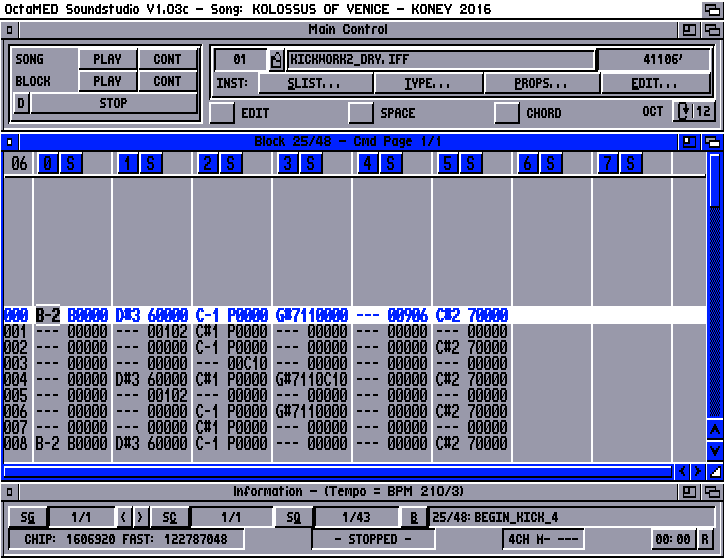 OctaMED Soundstudio V1.03c - Song: KOLOSSUS OF VENICE - KONEY 2016
Main Control
SONG PLAY CONT 01 KICKWORK2_DRY.IFF 41106'
BLOCK PLAY CONT INST: SLIST... TYPE... PROPS... EDIT...
D STOP
EDIT SPACE CHORD OCT 12
Block 25/48 - Cmd Page 1/1
06 0 S 1 S 2 S 3 S 4 S 5 S 6 S 7 S
000 B-2 B0000 D#3 60000 C-1 P0000 G#7110000 --- 00906 C#2 70000
001 --- 00000 --- 00102 C#1 P0000 --- 00000 --- 00000 --- 00000
002 --- 00000 --- 00000 C-1 P0000 --- 00000 --- 00000 C#2 70000
003 --- 00000 --- 00000 --- 00C10 --- 00000 --- 00000 --- 00000
004 --- 00000 D#3 60000 C#1 P0000 G#7110C10 --- 00000 C#2 70000
005 --- 00000 --- 00102 --- 00000 --- 00000 --- 00000 --- 00000
006 --- 00000 --- 00000 C-1 P0000 G#7110000 --- 00000 C#2 70000
007 --- 00000 --- 00000 C#1 P0000 --- 00000 --- 00000 --- 00000
008 B-2 B0000 D#3 60000 C-1 P0000 --- 00000 --- 00000 C#2 70000
Information - (Tempo = BPM 210/3)
SG 1/1 < > SC 1/1 SQ 1/43 B 25/48: BEGIN_KICK_4
CHIP: 1606920 FAST: 122787048 - STOPPED - 4CH H- --- 00:00 R